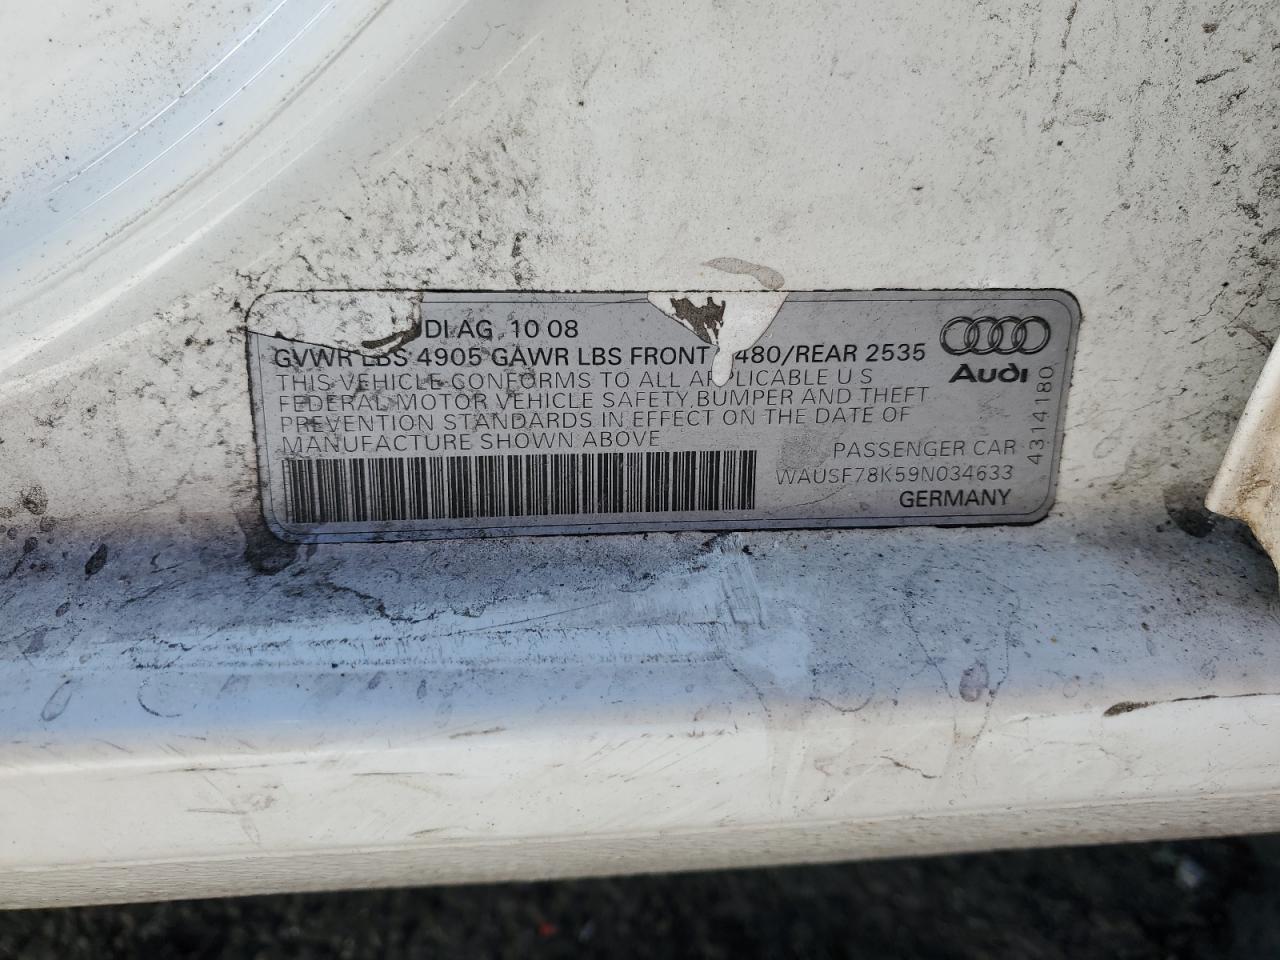 DI AG 10 08
GVWR LBS 4905 GAWR LBS FRONT 480/REAR 2535
THIS VEHICLE CONFORMS TO ALL APPLICABLE U S
FEDERAL MOTOR VEHICLE SAFETY, BUMPER AND THEFT
PREVENTION STANDARDS IN EFFECT ON THE DATE OF
MANUFACTURE SHOWN ABOVE
PASSENGER CAR
WAUSF78K59N034633
GERMANY
Audi
4314180